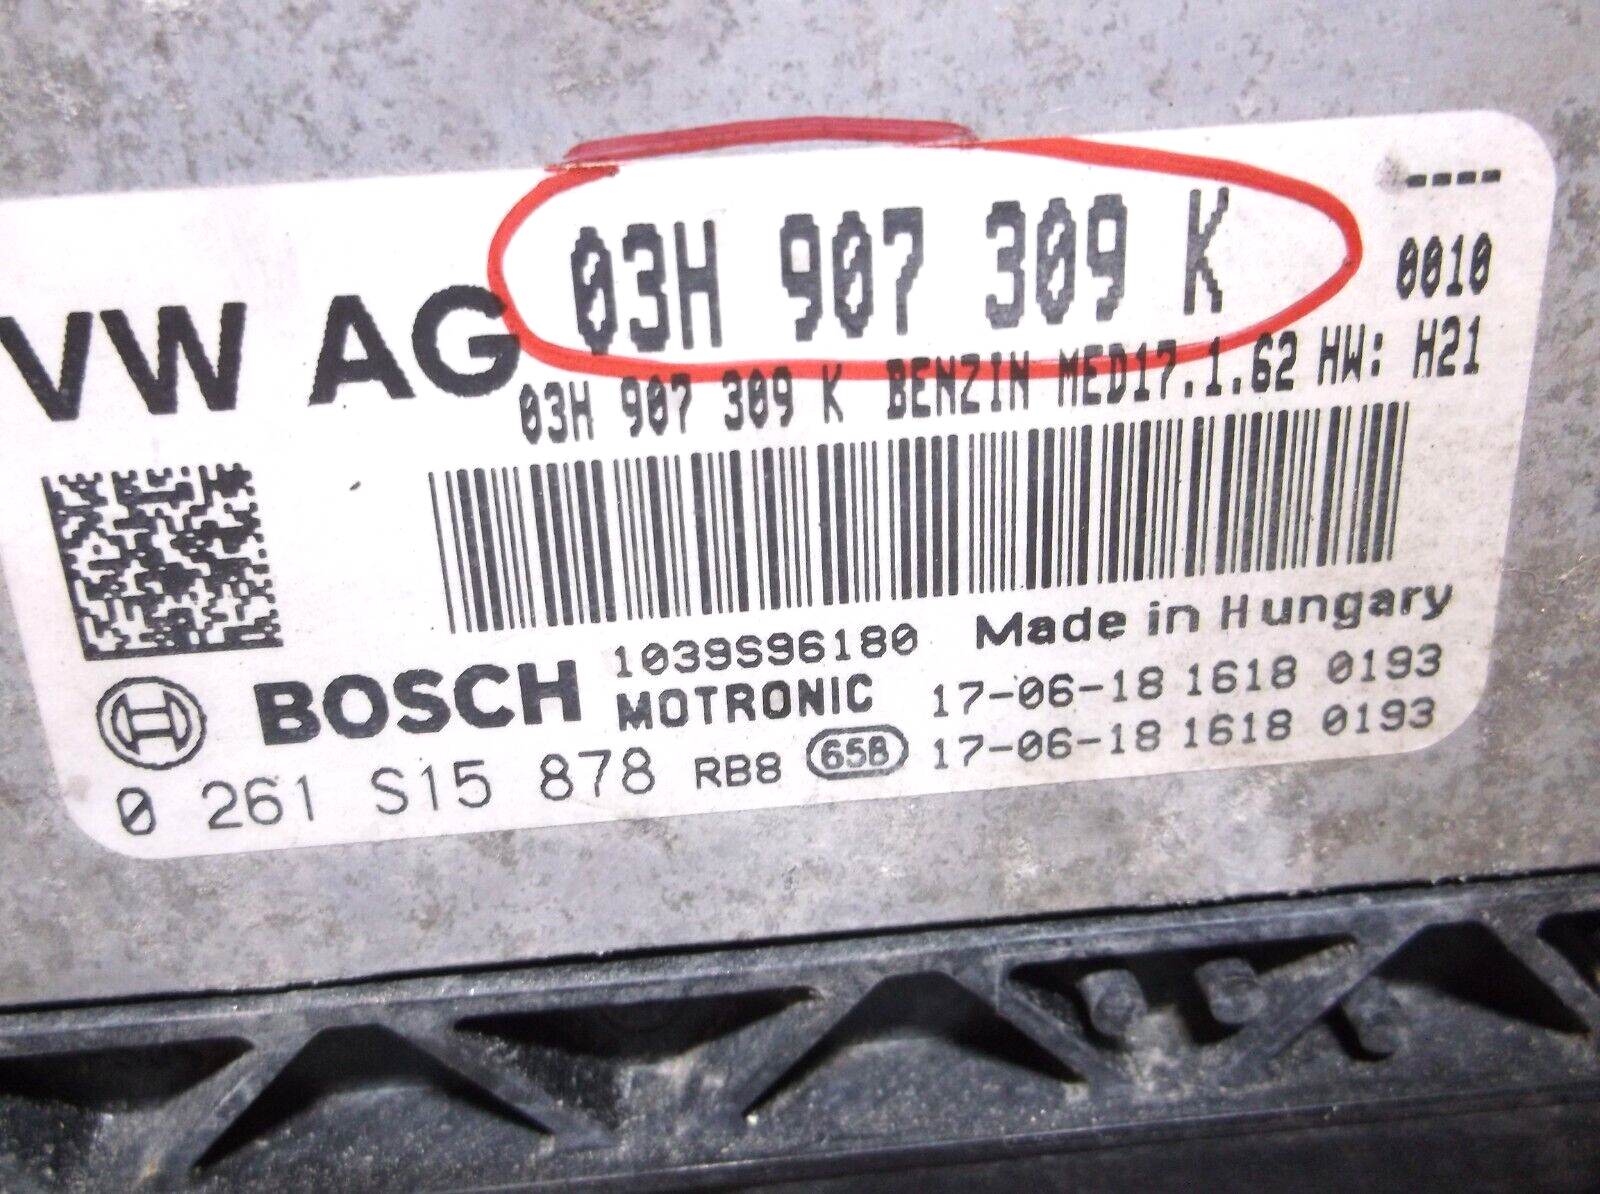 VW AG 03H 907 309 K ----
0010
03H 907 309 K BENZIN MED17.1.62 HW: H21
1039S96180 Made in Hungary
BOSCH MOTRONIC 17-06-18 1618 0193
0 261 S15 878 RB8 65B 17-06-18 1618 0193